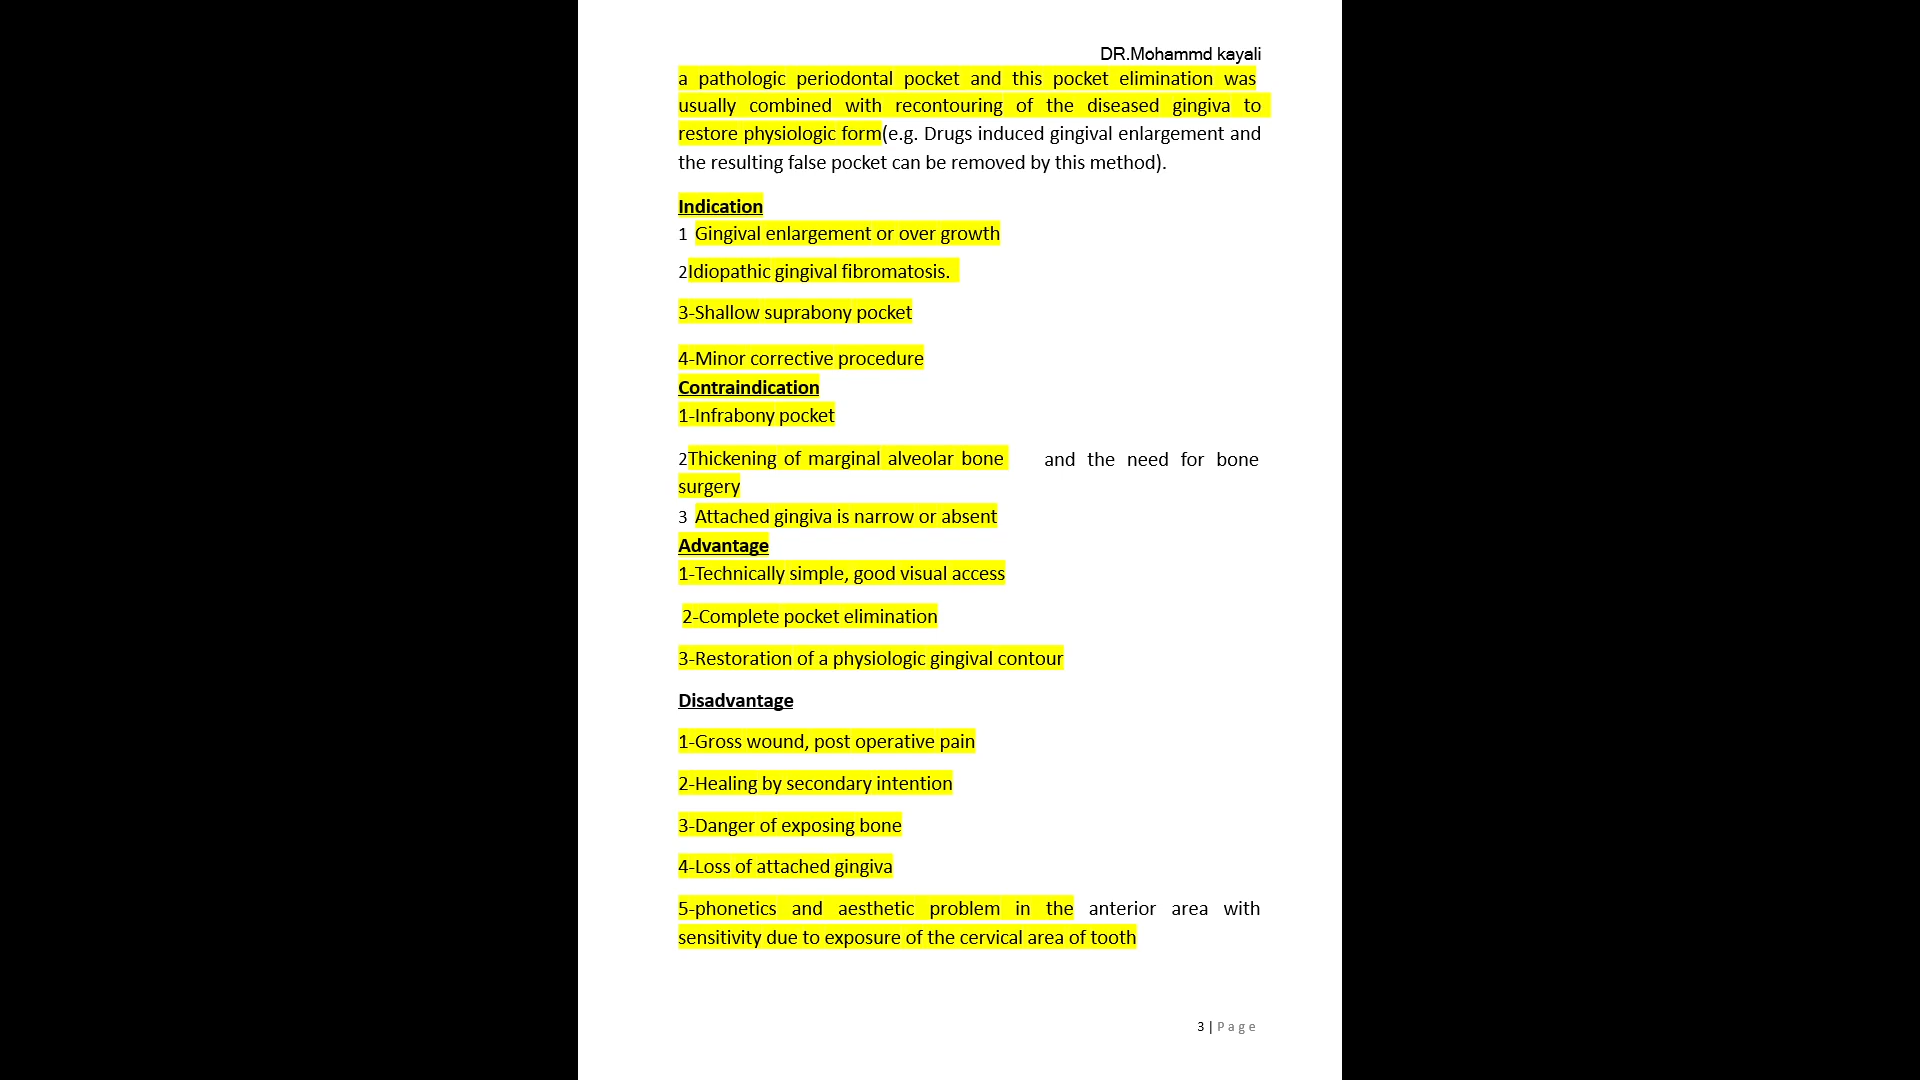 DR.Mohammd kayali
a pathologic periodontal pocket and this pocket elimination was
usually combined with recontouring of the diseased gingiva to
restore physiologic form(e.g. Drugs induced gingival enlargement and
the resulting false pocket can be removed by this method).
Indication
1 Gingival enlargement or over growth
2Idiopathic gingival fibromatosis.
3-Shallow suprabony pocket
4-Minor corrective procedure
Contraindication
1-Infrabony pocket
2Thickening of marginal alveolar bone and the need for bone
surgery
3 Attached gingiva is narrow or absent
Advantage
1-Technically simple, good visual access
2-Complete pocket elimination
3-Restoration of a physiologic gingival contour
Disadvantage
1-Gross wound, post operative pain
2-Healing by secondary intention
3-Danger of exposing bone
4-Loss of attached gingiva
5-phonetics and aesthetic problem in the anterior area with
sensitivity due to exposure of the cervical area of tooth
3 | Page